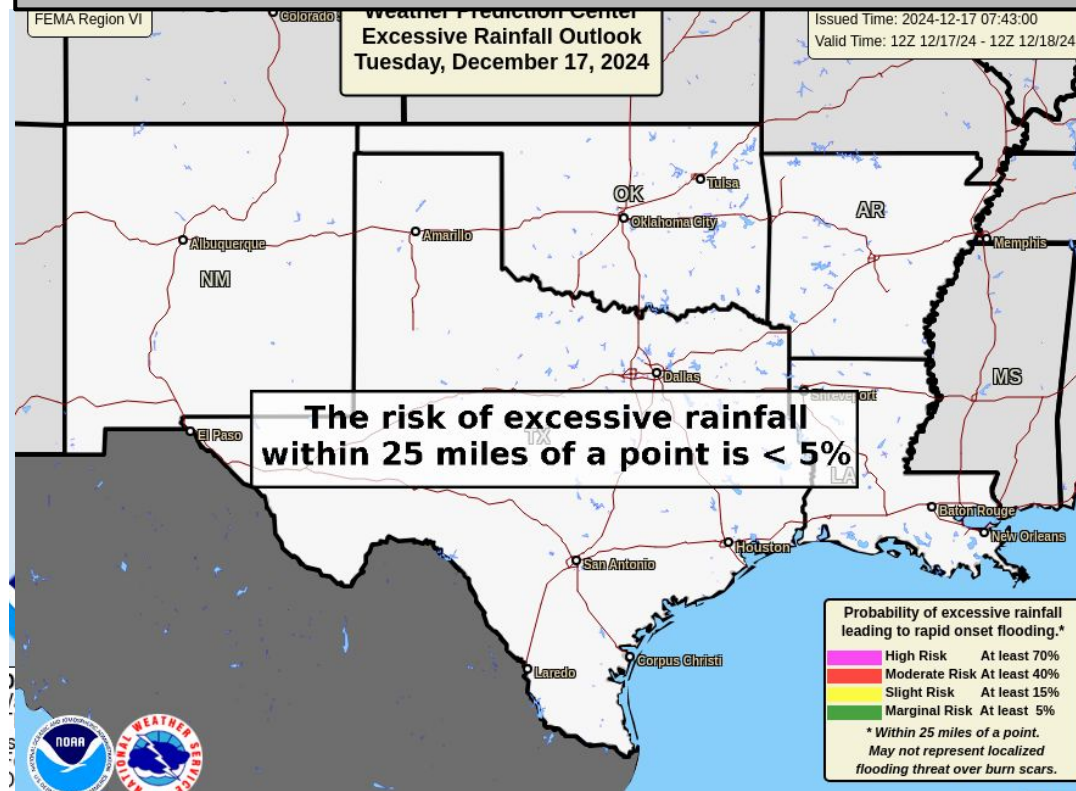 FEMA Region VI
Weather Prediction Center
Excessive Rainfall Outlook
Tuesday, December 17, 2024
Issued Time: 2024-12-17 07:43:00
Valid Time: 12Z 12/17/24 - 12Z 12/18/24
Colorado
Tulsa
OK
Oklahoma City
AR
Amarillo
Albuquerque
Memphis
NM
Dallas
MS
Shreveport
The risk of excessive rainfall
within 25 miles of a point is < 5%
El Paso
TX
LA
Baton Rouge
New Orleans
Houston
San Antonio
Corpus Christi
Laredo
Probability of excessive rainfall
leading to rapid onset flooding.*
High Risk At least 70%
Moderate Risk At least 40%
Slight Risk At least 15%
Marginal Risk At least 5%
* Within 25 miles of a point.
May not represent localized
flooding threat over burn scars.
NOAA
NATIONAL WEATHER SERVICE